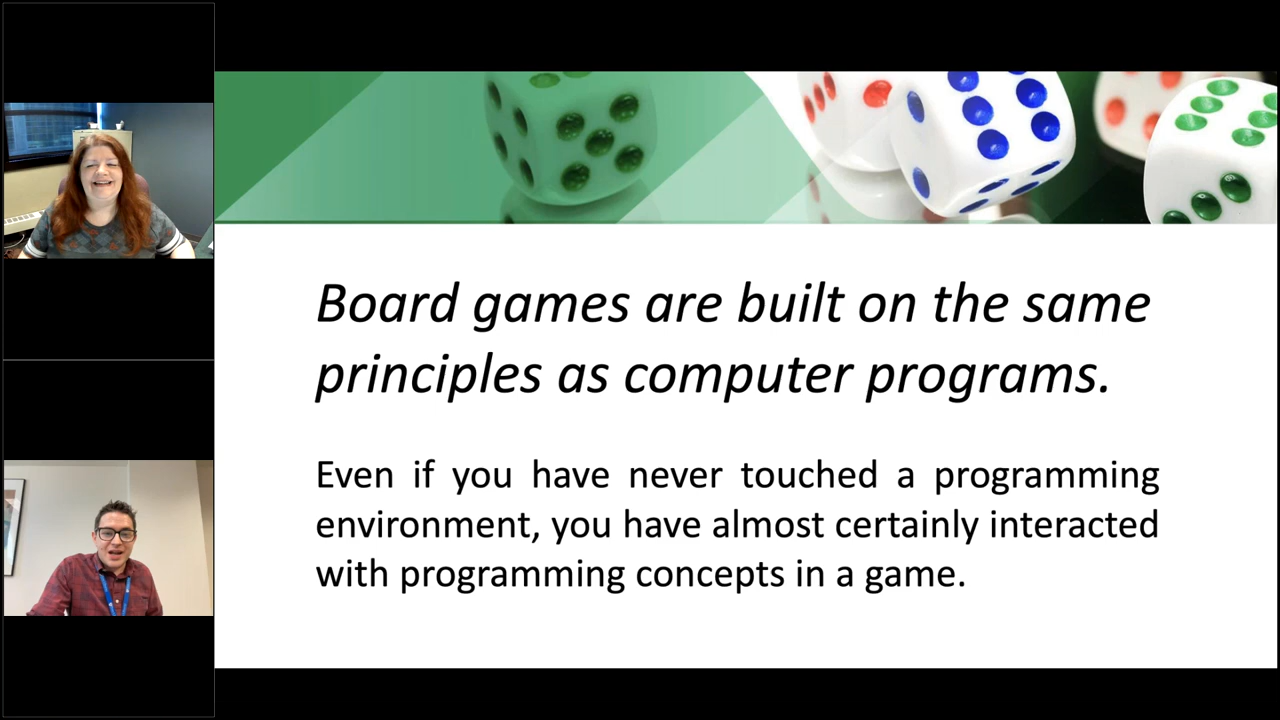 Board games are built on the same
principles as computer programs.
Even if you have never touched a programming
environment, you have almost certainly interacted
with programming concepts in a game.